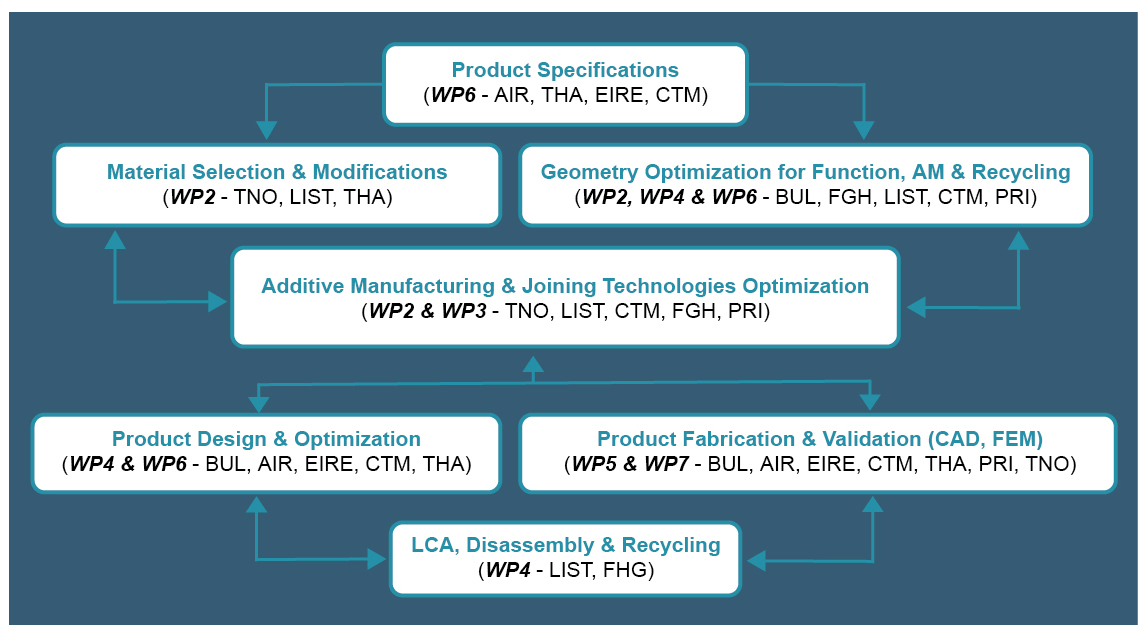 Product Specifications
(WP6 - AIR, THA, EIRE, CTM)
Material Selection & Modifications
(WP2 - TNO, LIST, THA)
Geometry Optimization for Function, AM & Recycling
(WP2, WP4 & WP6 - BUL, FGH, LIST, CTM, PRI)
Additive Manufacturing & Joining Technologies Optimization
(WP2 & WP3 - TNO, LIST, CTM, FGH, PRI)
Product Design & Optimization
(WP4 & WP6 - BUL, AIR, EIRE, CTM, THA)
Product Fabrication & Validation (CAD, FEM)
(WP5 & WP7 - BUL, AIR, EIRE, CTM, THA, PRI, TNO)
LCA, Disassembly & Recycling
(WP4 - LIST, FHG)